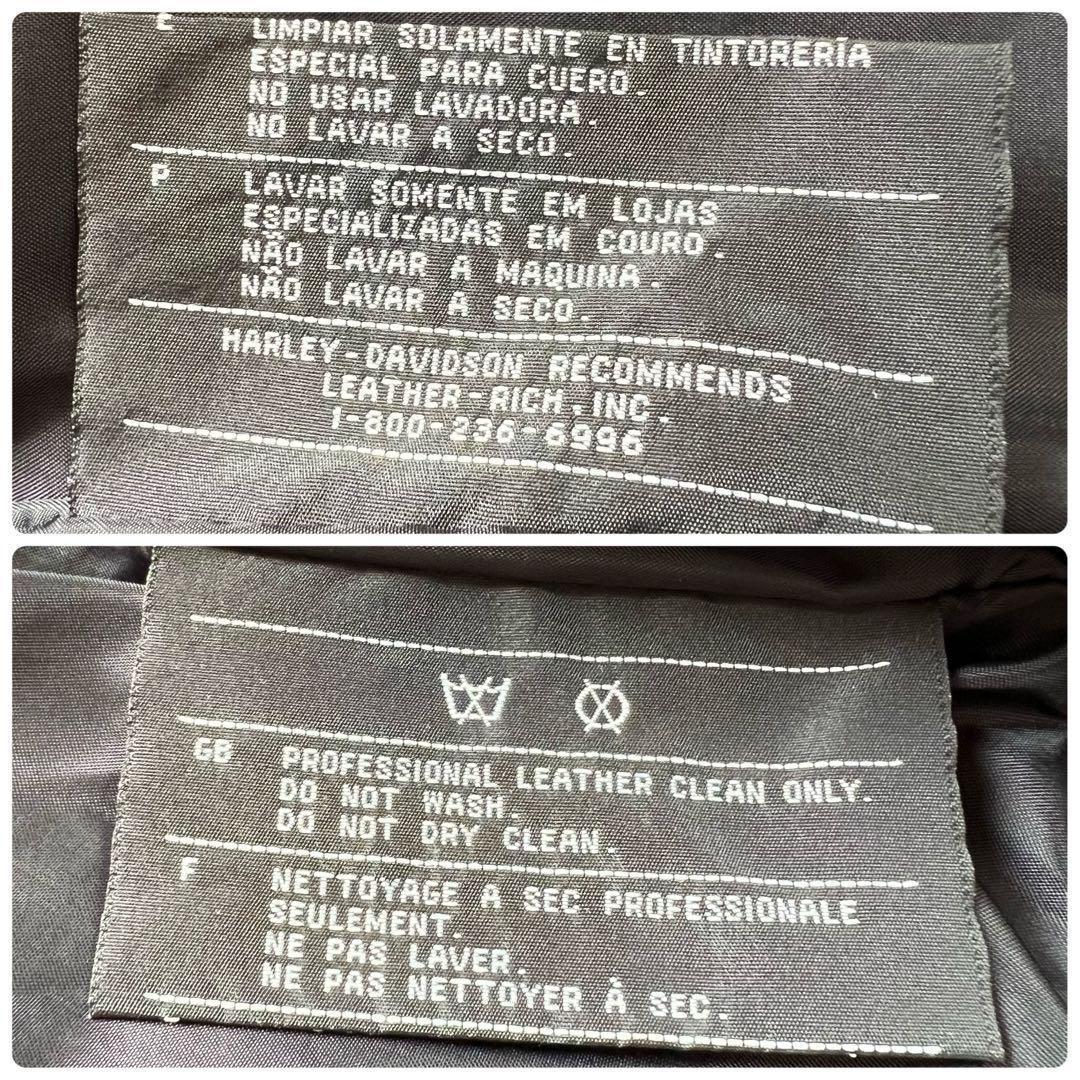 E LIMPIAR SOLAMENTE EN TINTORERÍA
ESPECIAL PARA CUERO.
NO USAR LAVADORA.
NO LAVAR A SECO.
P LAVAR SOMENTE EM LOJAS
ESPECIALIZADAS EM COURO.
NÃO LAVAR A MAQUINA.
NÃO LAVAR A SECO.
HARLEY-DAVIDSON RECOMMENDS
LEATHER-RICH, INC.
1-800-236-6996
GB PROFESSIONAL LEATHER CLEAN ONLY.
DO NOT WASH.
DO NOT DRY CLEAN.
F NETTOYAGE A SEC PROFESSIONALE
SEULEMENT.
NE PAS LAVER.
NE PAS NETTOYER À SEC.